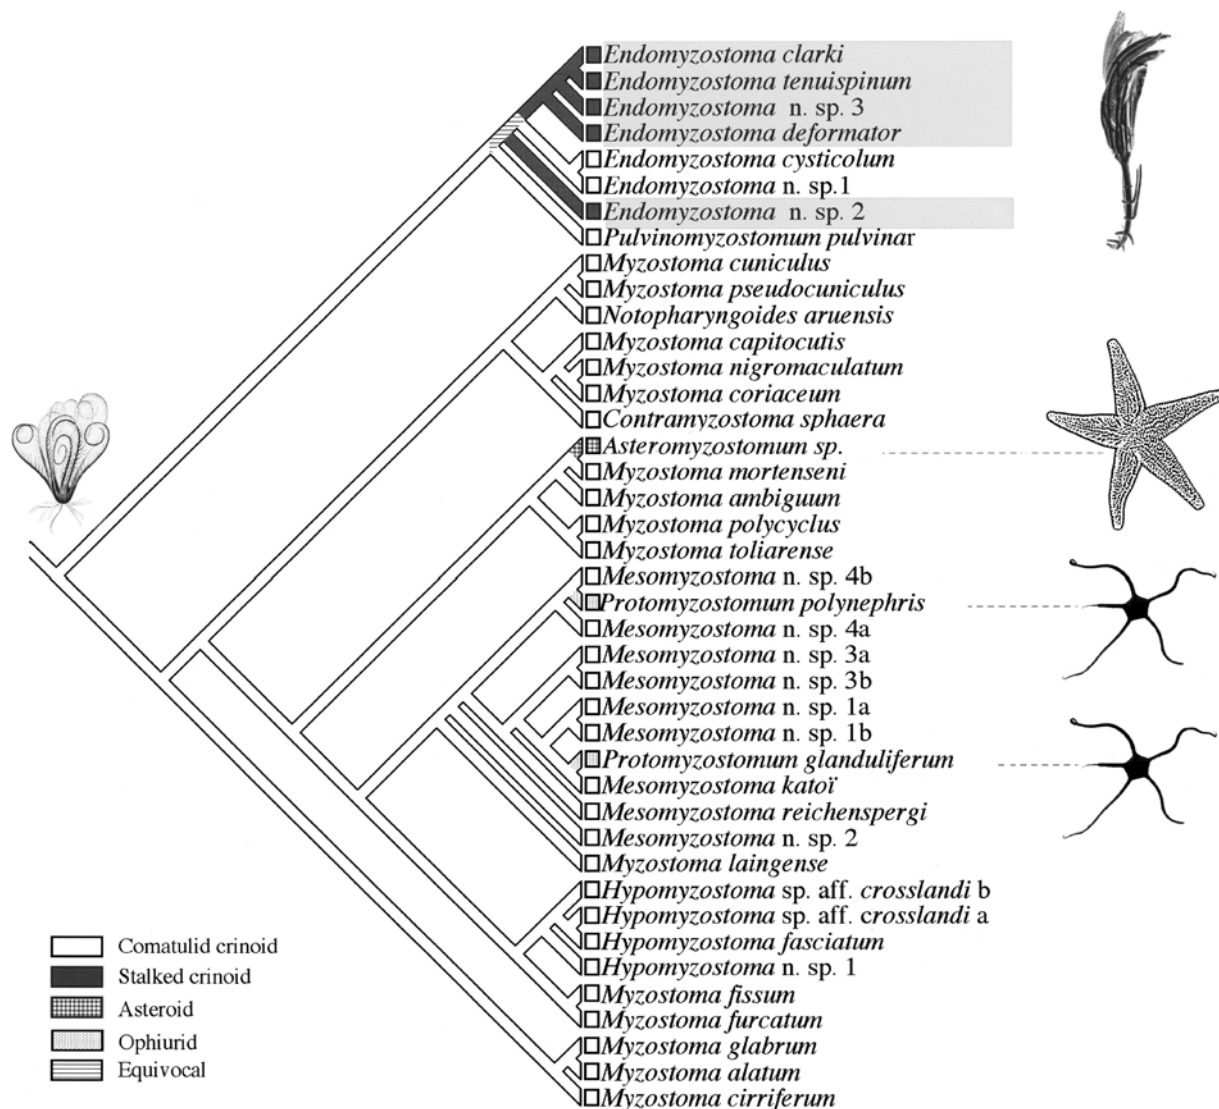 Endomyzostoma clarki
Endomyzostoma tenuispinum
Endomyzostoma n. sp. 3
Endomyzostoma deformator
Endomyzostoma cysticolum
Endomyzostoma n. sp.1
Endomyzostoma n. sp. 2
Pulvinomyzostomum pulvinar
Myzostoma cuniculus
Myzostoma pseudocuniculus
Notopharyngoides aruensis
Myzostoma capitocutis
Myzostoma nigromaculatum
Myzostoma coriaceum
Contramyzostoma sphaera
Asteromyzostomum sp.
Myzostoma mortenseni
Myzostoma ambiguum
Myzostoma polycyclus
Myzostoma toliarense
Mesomyzostoma n. sp. 4b
Protomyzostomum polynephris
Mesomyzostoma n. sp. 4a
Mesomyzostoma n. sp. 3a
Mesomyzostoma n. sp. 3b
Mesomyzostoma n. sp. 1a
Mesomyzostoma n. sp. 1b
Protomyzostomum glanduliferum
Mesomyzostoma katoï
Mesomyzostoma reichenspergi
Mesomyzostoma n. sp. 2
Myzostoma laingense
Hypomyzostoma sp. aff. crosslandi b
Hypomyzostoma sp. aff. crosslandi a
Hypomyzostoma fasciatum
Hypomyzostoma n. sp. 1
Myzostoma fissum
Myzostoma furcatum
Myzostoma glabrum
Myzostoma alatum
Myzostoma cirriferum
Comatulid crinoid
Stalked crinoid
Asteroid
Ophiurid
Equivocal